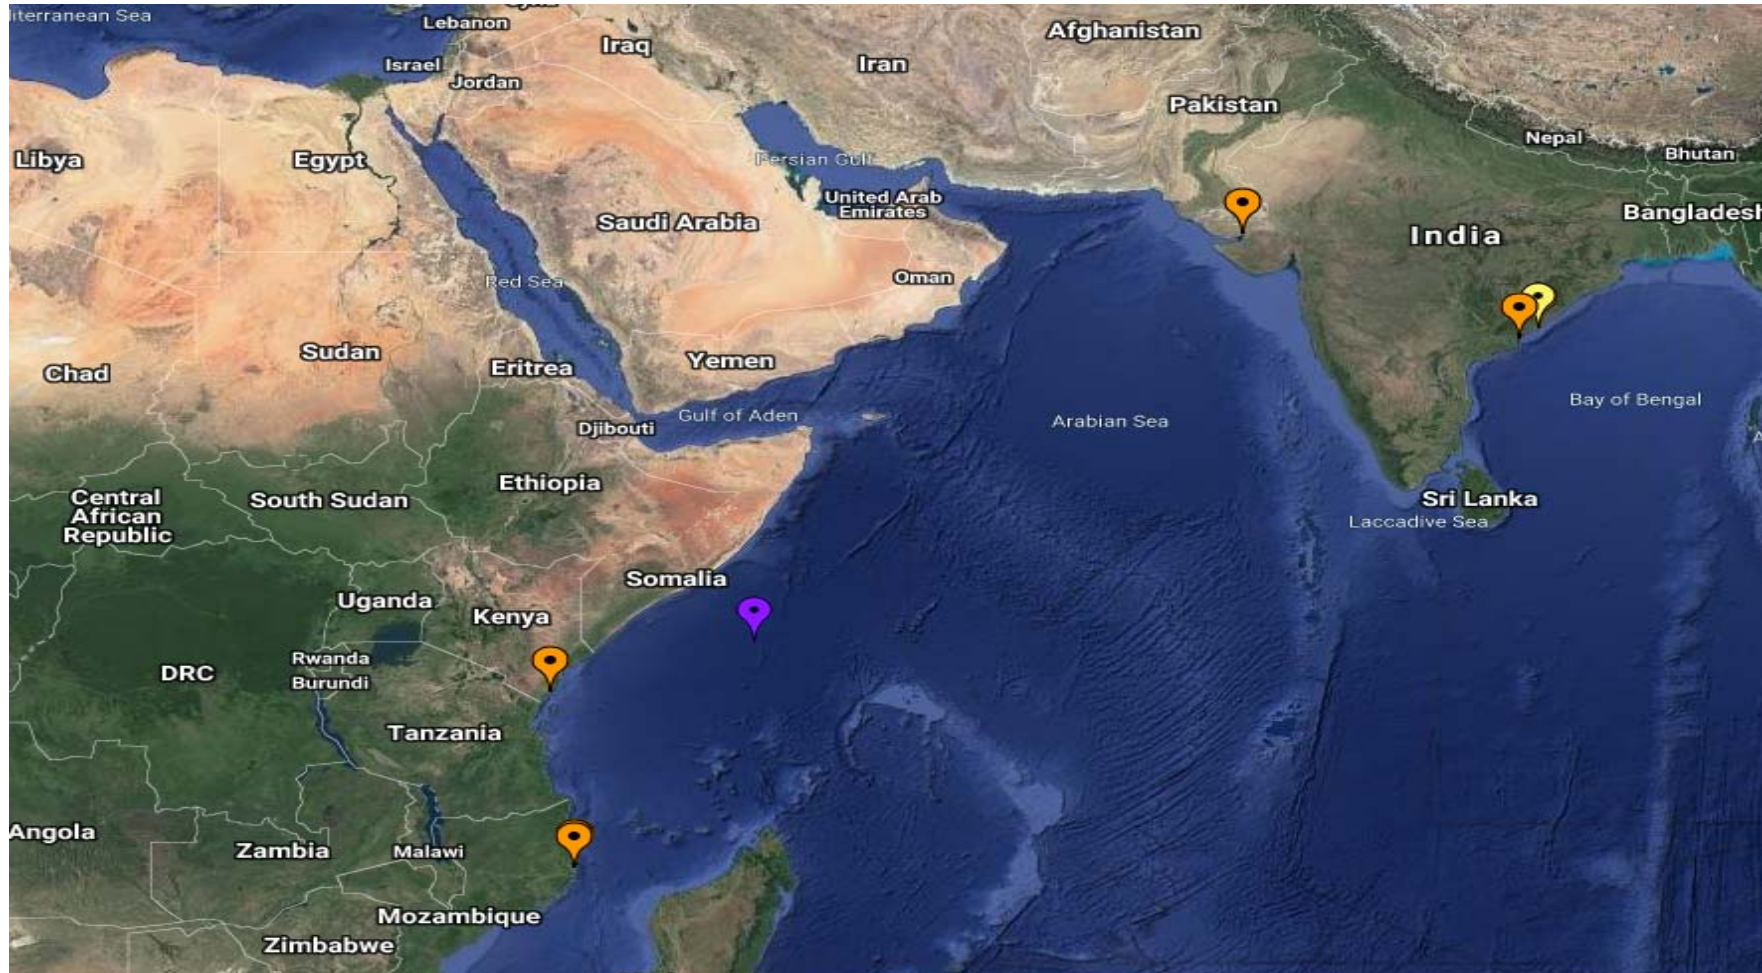 iterranean Sea
Lebanon
Iraq
Afghanistan
Israel
Jordan
Iran
Pakistan
Nepal
Bhutan
Libya
Egypt
Persian Gulf
United Arab
Emirates
Saudi Arabia
Bangladesh
India
Red Sea
Oman
Sudan
Eritrea
Yemen
Chad
Gulf of Aden
Djibouti
Arabian Sea
Bay of Bengal
Ethiopia
Central
African
Republic
South Sudan
Sri Lanka
Laccadive Sea
Somalia
Uganda
Kenya
Rwanda
Burundi
DRC
Tanzania
Angola
Zambia
Malawi
Mozambique
Zimbabwe